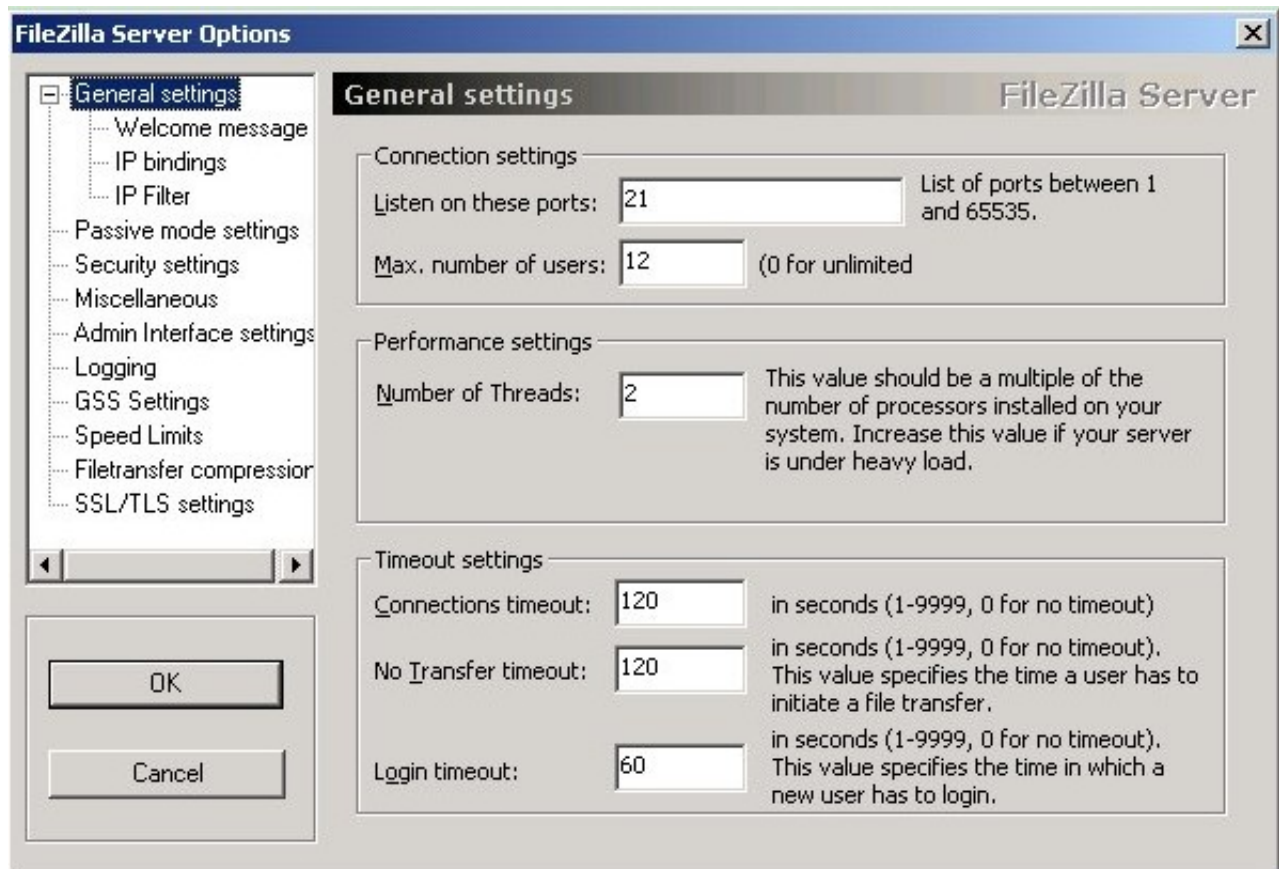 FileZilla Server Options
General settings
Welcome message
IP bindings
IP Filter
Passive mode settings
Security settings
Miscellaneous
Admin Interface settings
Logging
GSS Settings
Speed Limits
Filetransfer compression
SSL/TLS settings
OK
Cancel
General settings
FileZilla Server
Connection settings
Listen on these ports: 21 List of ports between 1
and 65535.
Max. number of users: 12 (0 for unlimited
Performance settings
Number of Threads: 2 This value should be a multiple of the
number of processors installed on your
system. Increase this value if your server
is under heavy load.
Timeout settings
Connections timeout: 120 in seconds (1-9999, 0 for no timeout)
No Transfer timeout: 120 in seconds (1-9999, 0 for no timeout).
This value specifies the time a user has to
initiate a file transfer.
Login timeout: 60 in seconds (1-9999, 0 for no timeout).
This value specifies the time in which a
new user has to login.